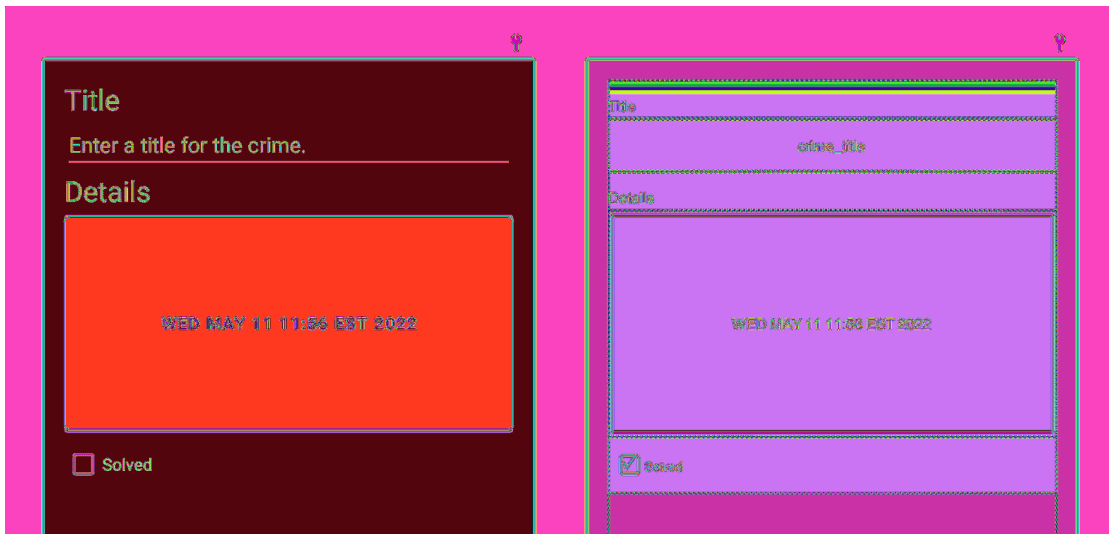 Title
Enter a title for the crime.
Details
WED MAY 11 11:56 EST 2022
Solved
Title
crime_title
Details
WED MAY 11 11:56 EST 2022
Solved